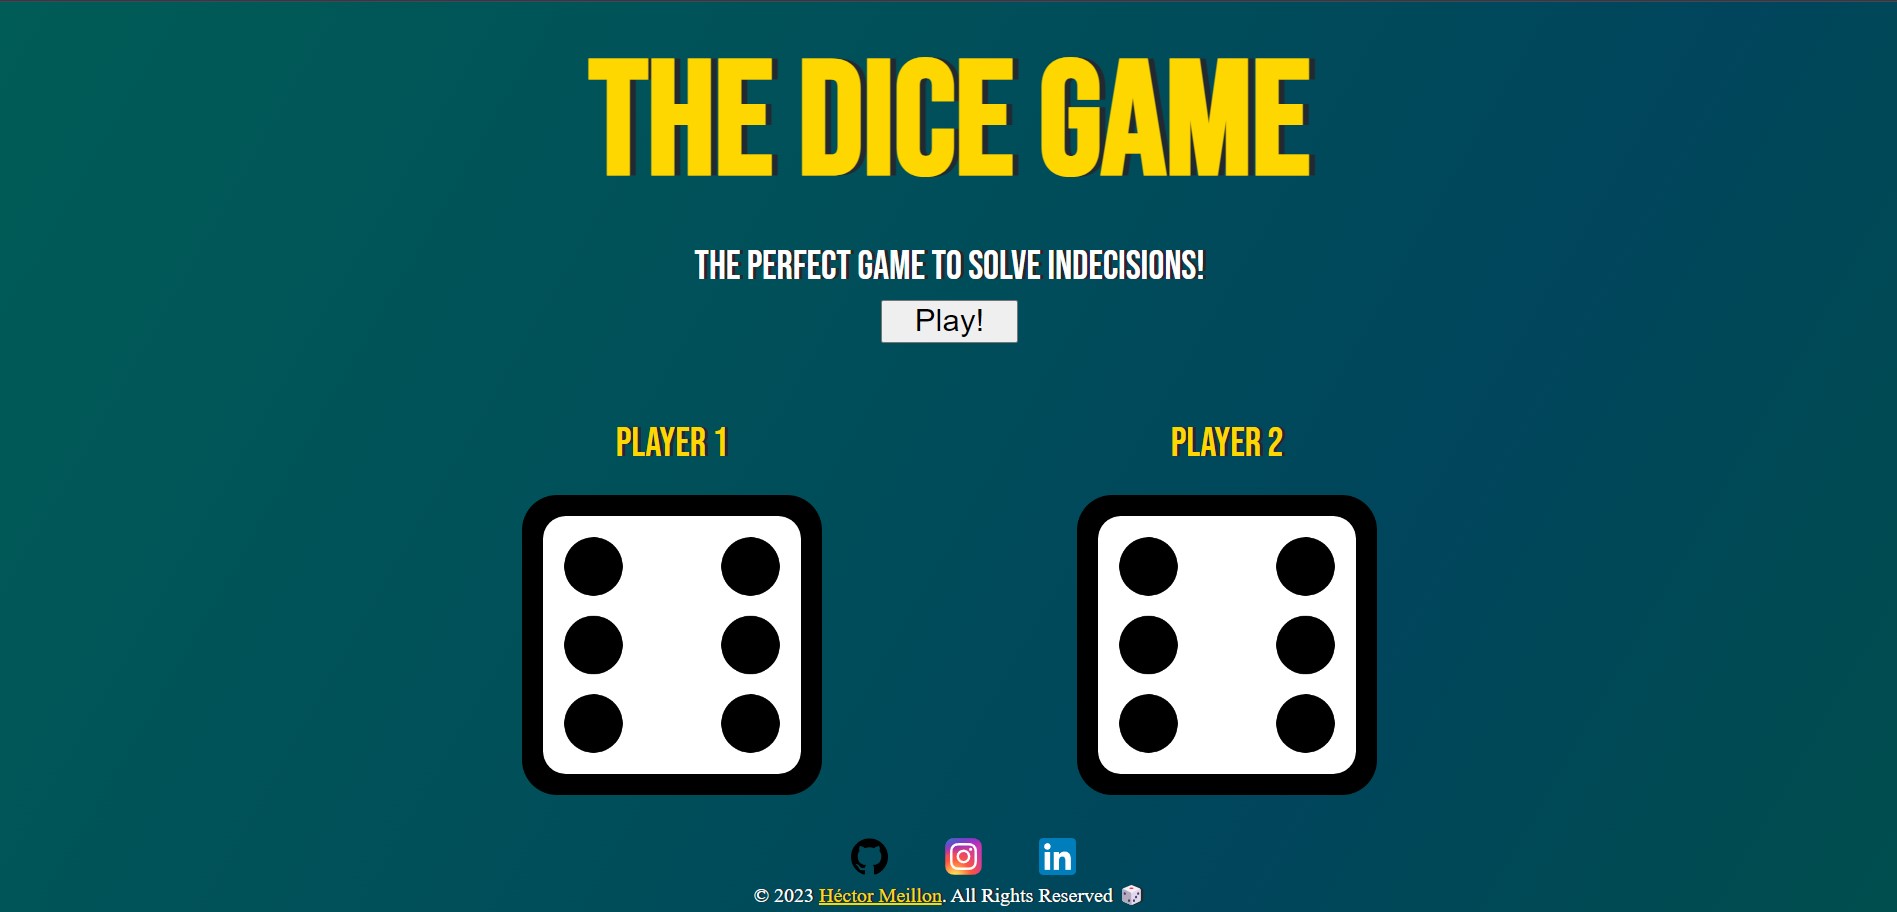 THE DICE GAME
THE PERFECT GAME TO SOLVE INDECISIONS!
Play!
PLAYER 1
PLAYER 2
in
© 2023 Héctor Meillon. All Rights Reserved